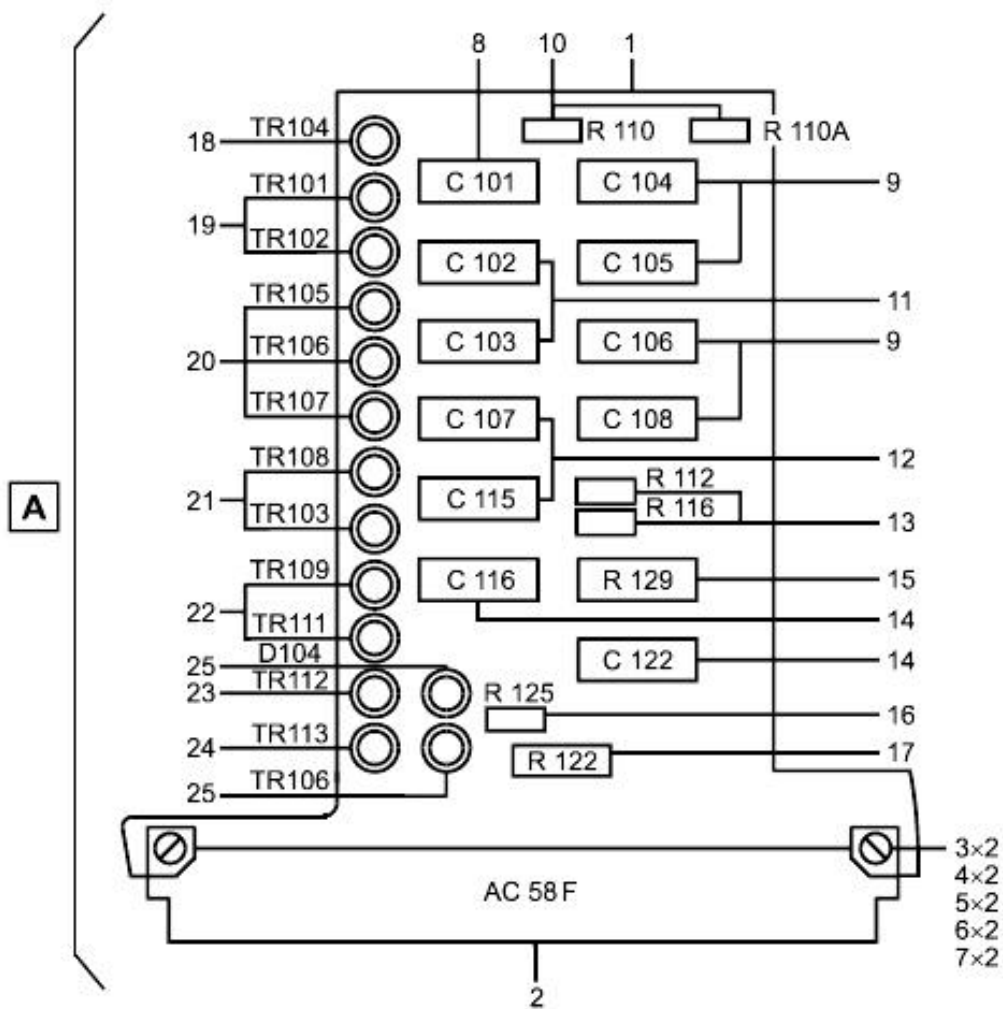 8 10 1
TR104 R 110 R 110A
18
TR101 C 101 C 104 9
19
TR102 C 102 C 105
TR105 11
20 TR106 C 103 C 106 9
TR107 C 107 C 108
TR108 12
21 R 112
TR103 C 115 R 116 13
TR109 C 116 R 129 15
22 14
TR111
D104 C 122 14
25
TR112 R 125
23 16
TR113
24 R 122 17
TR106
25
A
3×2
4×2
AC 58 F
5×2
6×2
7×2
2